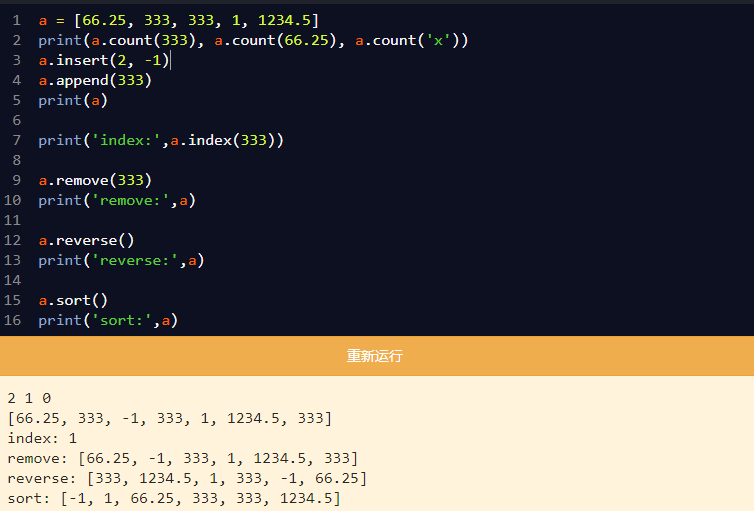 1 a = [66.25, 333, 333, 1, 1234.5]
2 print(a.count(333), a.count(66.25), a.count('x'))
3 a.insert(2, -1)
4 a.append(333)
5 print(a)
6
7 print('index:',a.index(333))
8
9 a.remove(333)
10 print('remove:',a)
11
12 a.reverse()
13 print('reverse:',a)
14
15 a.sort()
16 print('sort:',a)
重新运行
2 1 0
[66.25, 333, -1, 333, 1, 1234.5, 333]
index: 1
remove: [66.25, -1, 333, 1, 1234.5, 333]
reverse: [333, 1234.5, 1, 333, -1, 66.25]
sort: [-1, 1, 66.25, 333, 333, 1234.5]